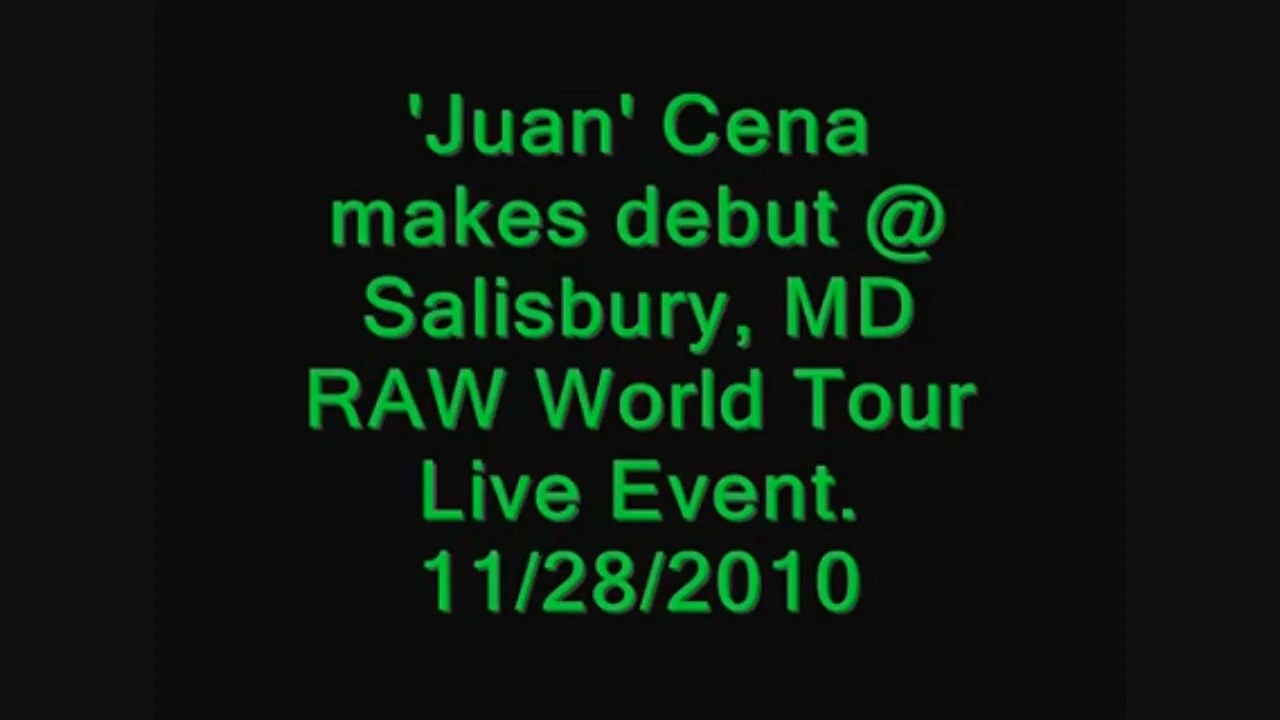 'Juan' Cena
makes debut @
Salisbury, MD
RAW World Tour
Live Event.
11/28/2010